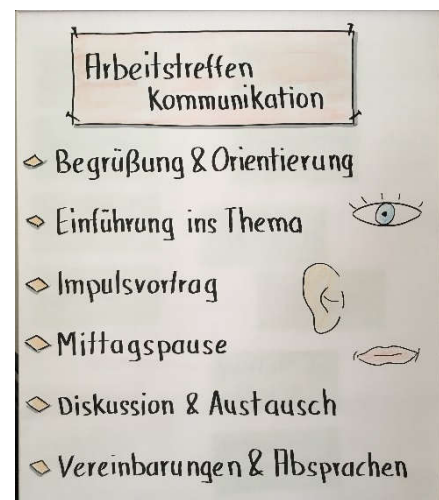 Arbeitstreffen
Kommunikation
Begrüßung & Orientierung
Einführung ins Thema
Impulsvortrag
Mittagspause
Diskussion & Austausch
Vereinbarungen & Absprachen